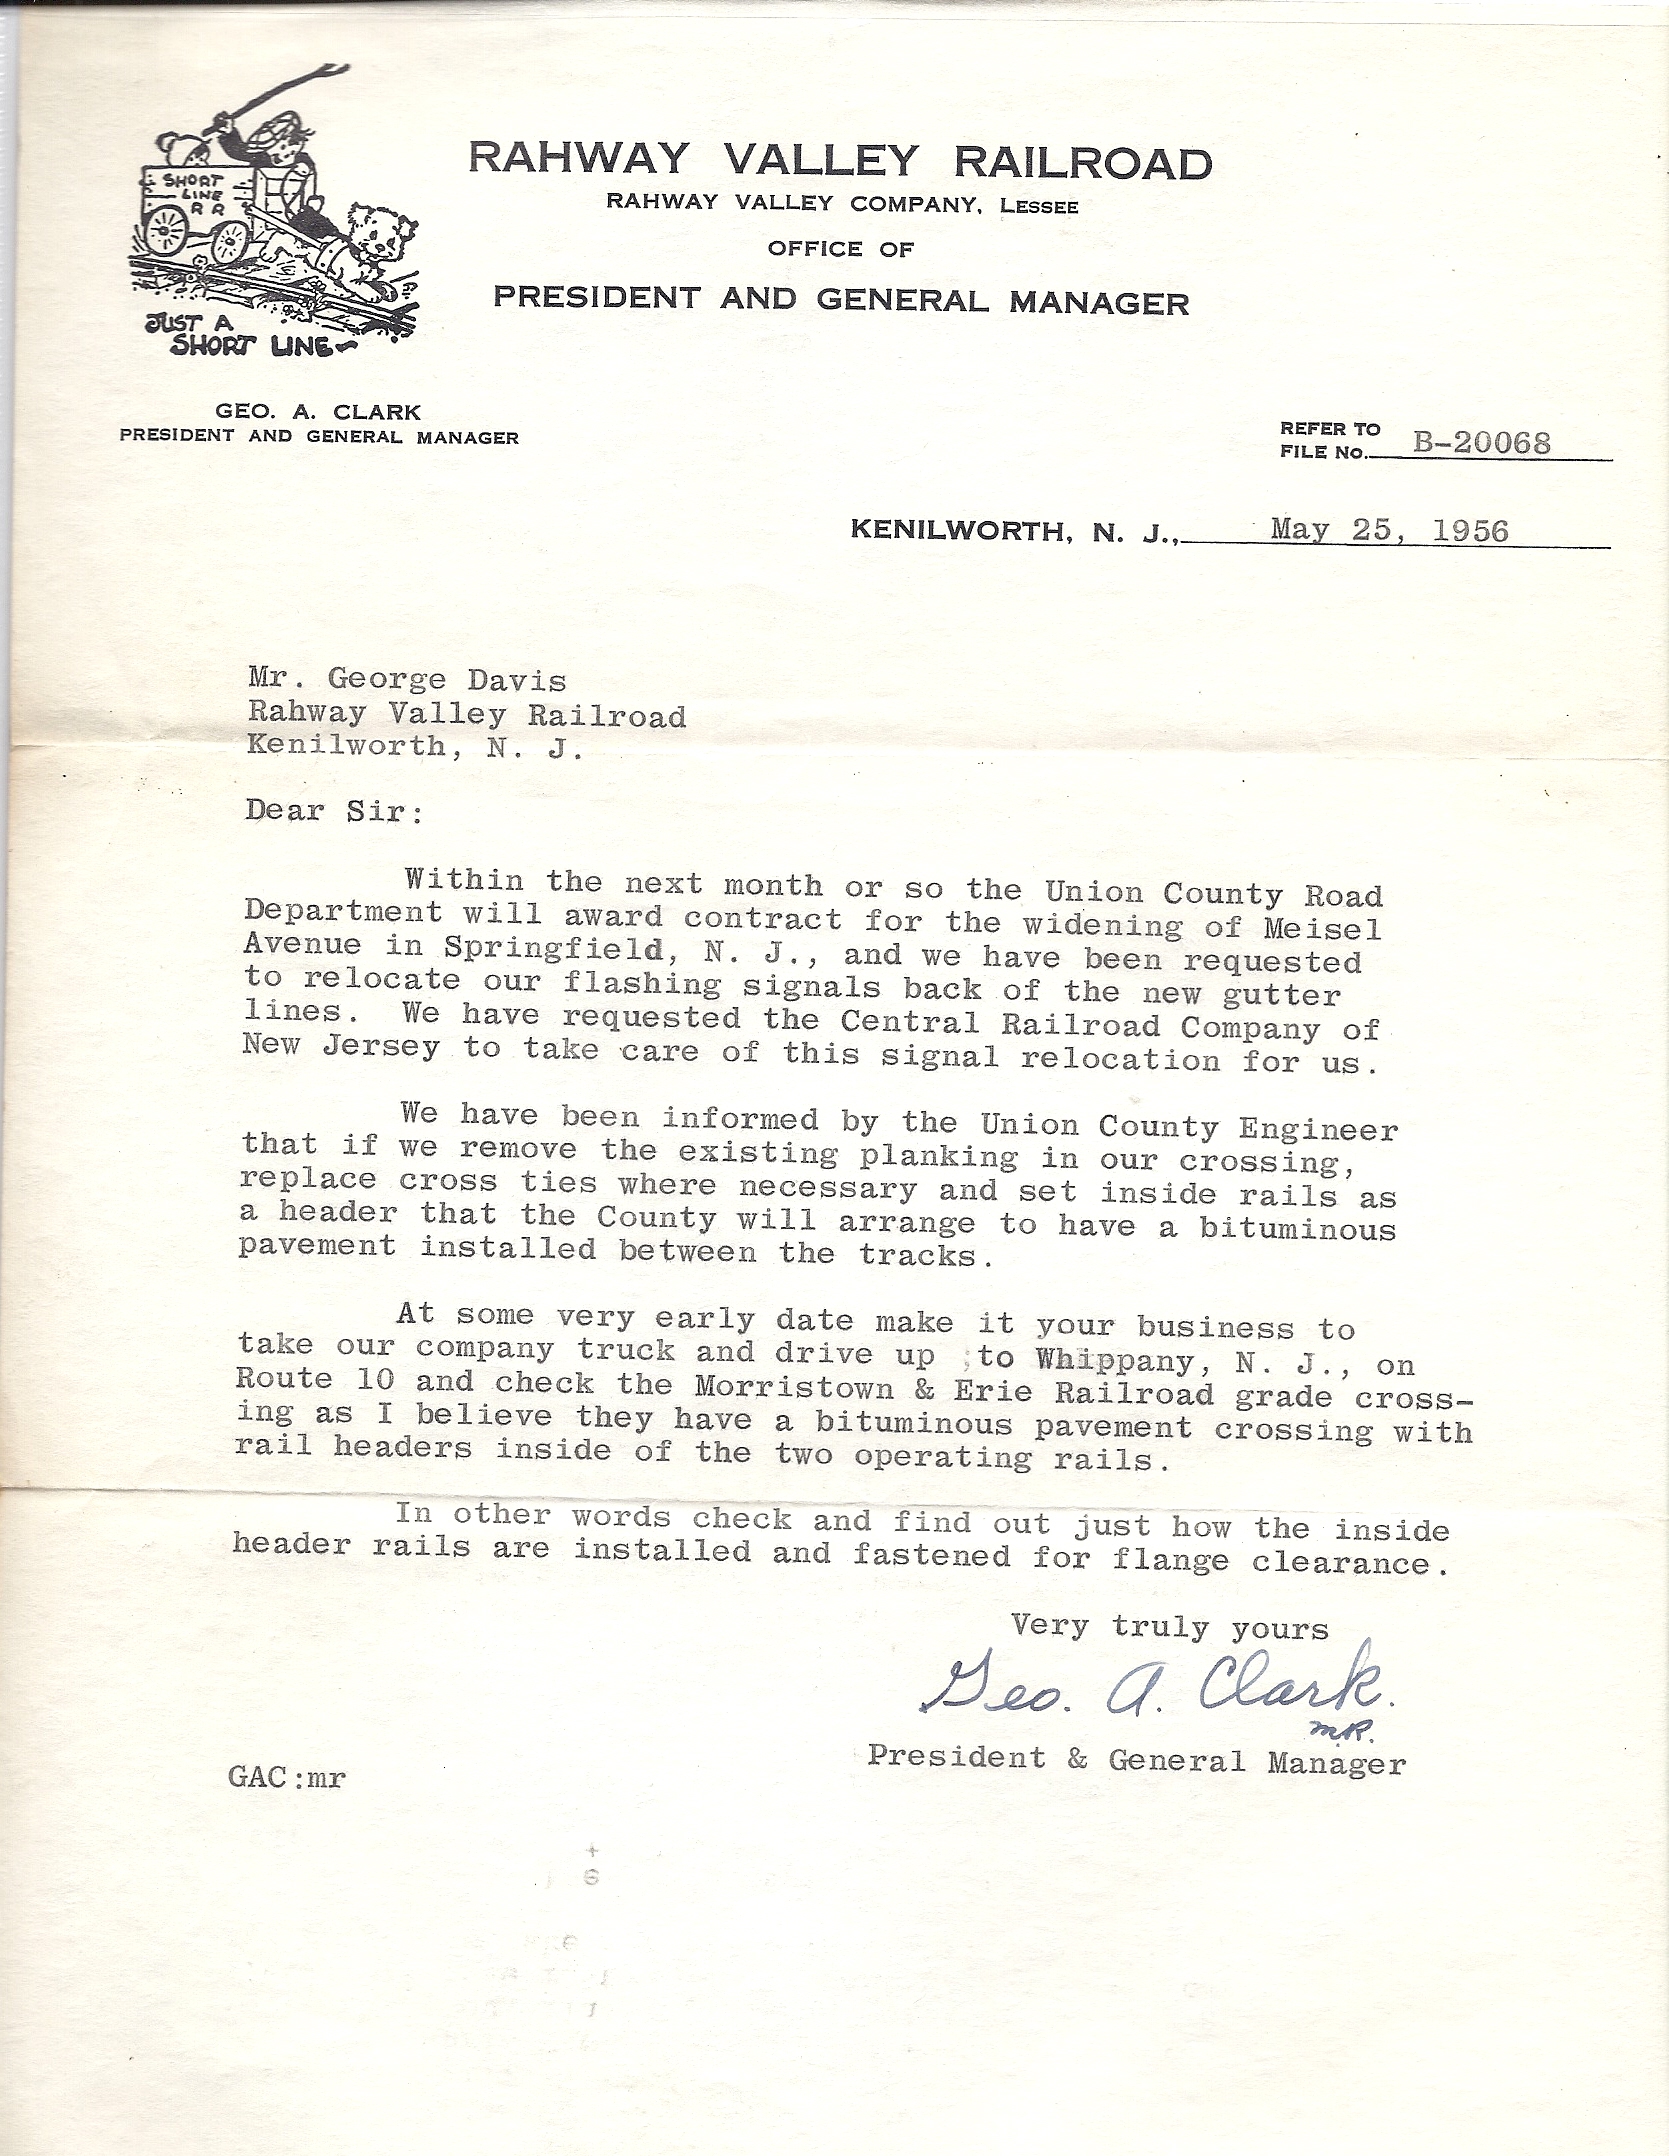 SHORT
LINE
R R
JUST A
SHORT LINE
RAHWAY VALLEY RAILROAD
RAHWAY VALLEY COMPANY, LESSEE
OFFICE OF
PRESIDENT AND GENERAL MANAGER
GEO. A. CLARK
PRESIDENT AND GENERAL MANAGER
REFER TO
FILE No. B-20068
KENILWORTH, N. J., May 25, 1956
Mr. George Davis
Rahway Valley Railroad
Kenilworth, N. J.
Dear Sir:
Within the next month or so the Union County Road
Department will award contract for the widening of Meisel
Avenue in Springfield, N. J., and we have been requested
to relocate our flashing signals back of the new gutter
lines. We have requested the Central Railroad Company of
New Jersey to take care of this signal relocation for us.
We have been informed by the Union County Engineer
that if we remove the existing planking in our crossing,
replace cross ties where necessary and set inside rails as
a header that the County will arrange to have a bituminous
pavement installed between the tracks.
At some very early date make it your business to
take our company truck and drive up to Whippany, N. J., on
Route 10 and check the Morristown & Erie Railroad grade cross-
ing as I believe they have a bituminous pavement crossing with
rail headers inside of the two operating rails.
In other words check and find out just how the inside
header rails are installed and fastened for flange clearance.
Very truly yours
Geo. A. Clark.
MR.
President & General Manager
GAC:mr